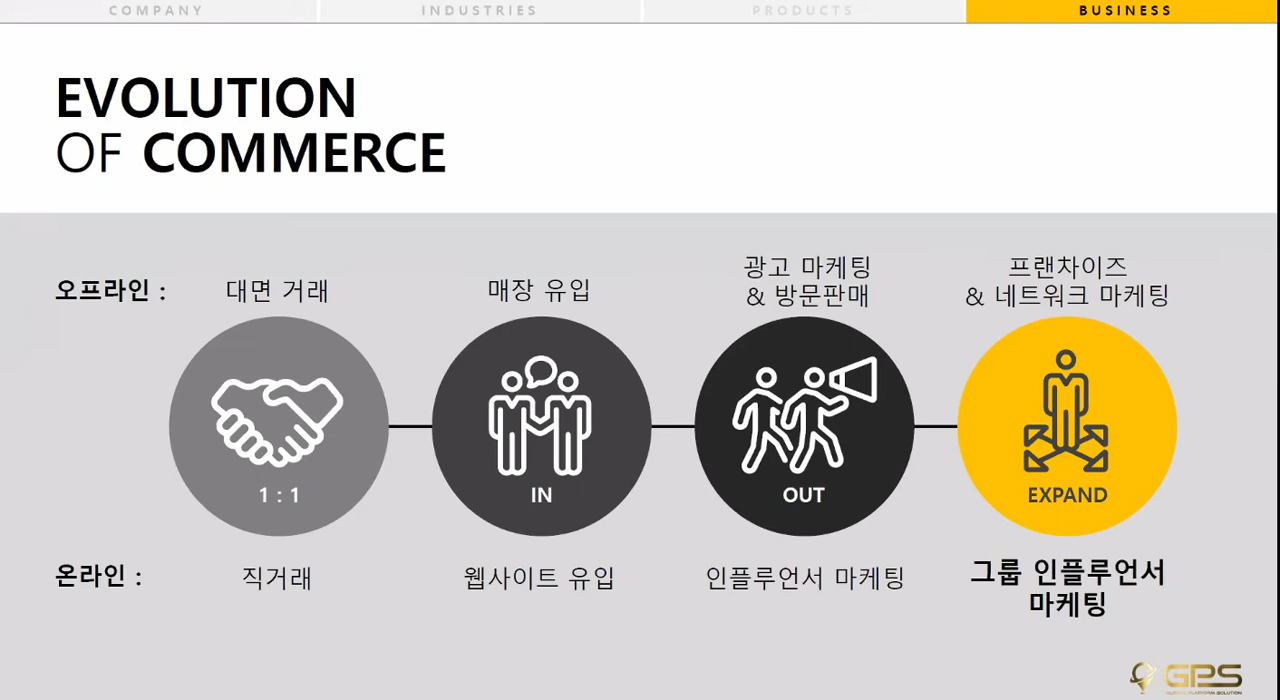 COMPANY
INDUSTRIES
PRODUCTS
BUSINESS
EVOLUTION
OF COMMERCE
오프라인 :
대면 거래
매장 유입
광고 마케팅
& 방문판매
프랜차이즈
& 네트워크 마케팅
1 : 1
IN
OUT
EXPAND
온라인 :
직거래
웹사이트 유입
인플루언서 마케팅
그룹 인플루언서
마케팅
GPS
GLOBAL PLATFORM SOLUTION